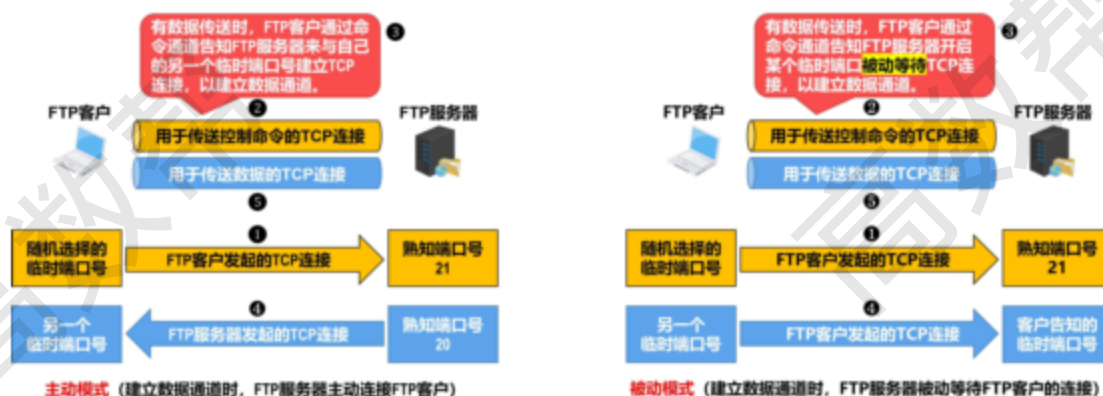 有数据传送时，FTP客户通过命
令通道告知FTP服务器来与自己
的另一个临时端口号建立TCP
连接，以建立数据通道。
❸
❷
FTP客户
FTP服务器
用于传送控制命令的TCP连接
用于传送数据的TCP连接
❺
❶
随机选择的
临时端口号
FTP客户发起的TCP连接
熟知端口号
21
❹
另一个
临时端口号
FTP服务器发起的TCP连接
熟知端口号
20
主动模式（建立数据通道时，FTP服务器主动连接FTP客户）
有数据传送时，FTP客户通过
命令通道告知FTP服务器开启
某个临时端口被动等待TCP连
接，以建立数据通道。
❸
❷
FTP客户
FTP服务器
用于传送控制命令的TCP连接
用于传送数据的TCP连接
❺
❶
随机选择的
临时端口号
FTP客户发起的TCP连接
熟知端口号
21
❹
另一个
临时端口号
FTP客户发起的TCP连接
客户告知的
临时端口号
被动模式（建立数据通道时，FTP服务器被动等待FTP客户的连接）